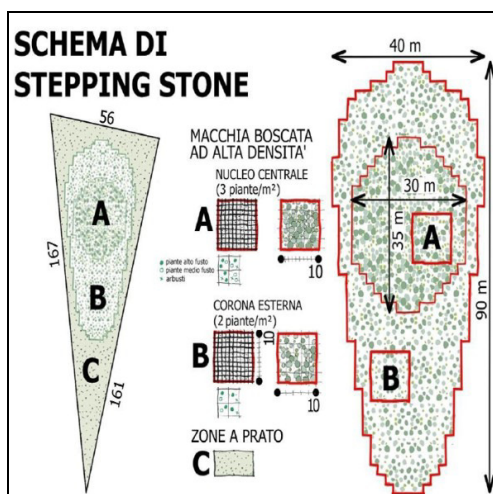 SCHEMA DI
STEPPING STONE
56
167
161
A
B
C
MACCHIA BOSCATA
AD ALTA DENSITA'
NUCLEO CENTRALE
(3 piante/m²)
A
piante alto fusto
piante medio fusto
arbusti
10
CORONA ESTERNA
(2 piante/m²)
B
10
10
ZONE A PRATO
C
40 m
30 m
35 m
A
B
90 m